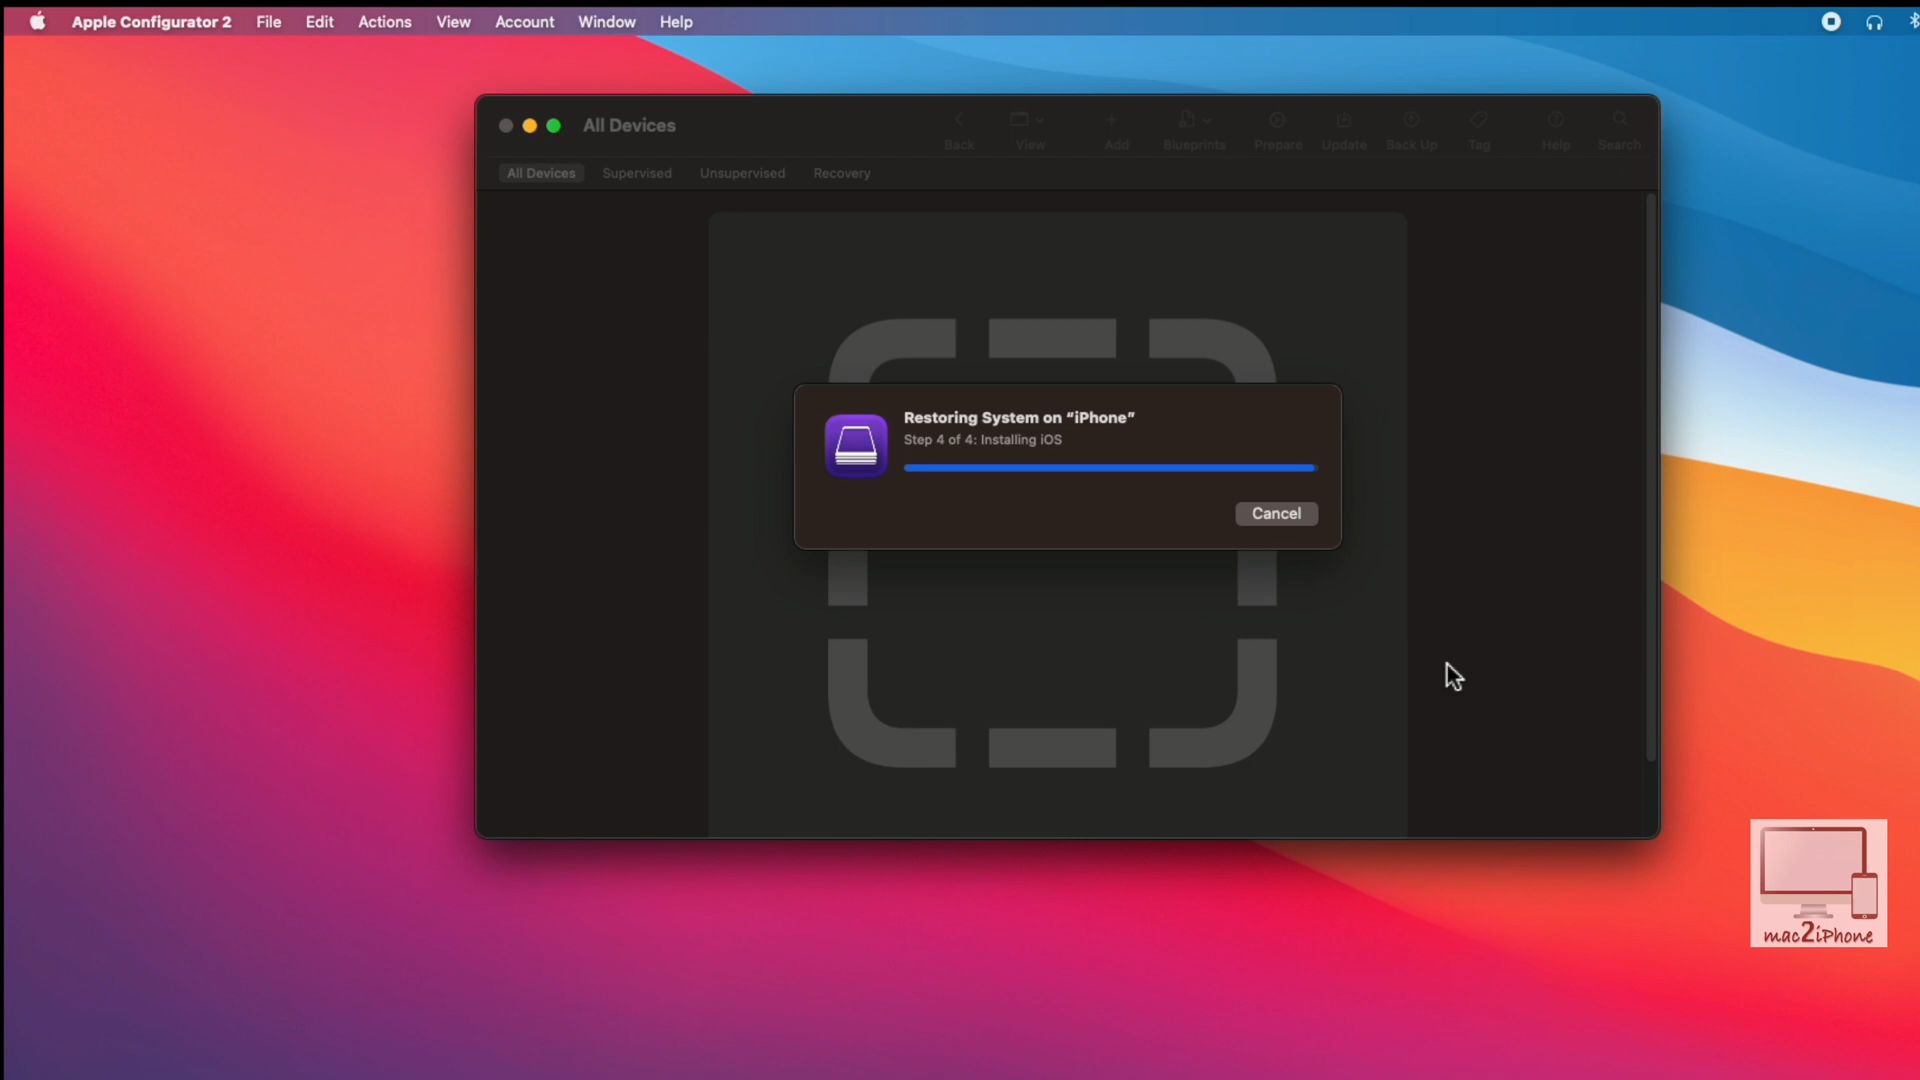 Apple Configurator 2 File Edit Actions View Account Window Help
All Devices
Back View Add Blueprints Prepare Update Back Up Tag Help Search
All Devices Supervised Unsupervised Recovery
Restoring System on “iPhone”
Step 4 of 4: Installing iOS
Cancel
mac2iPhone